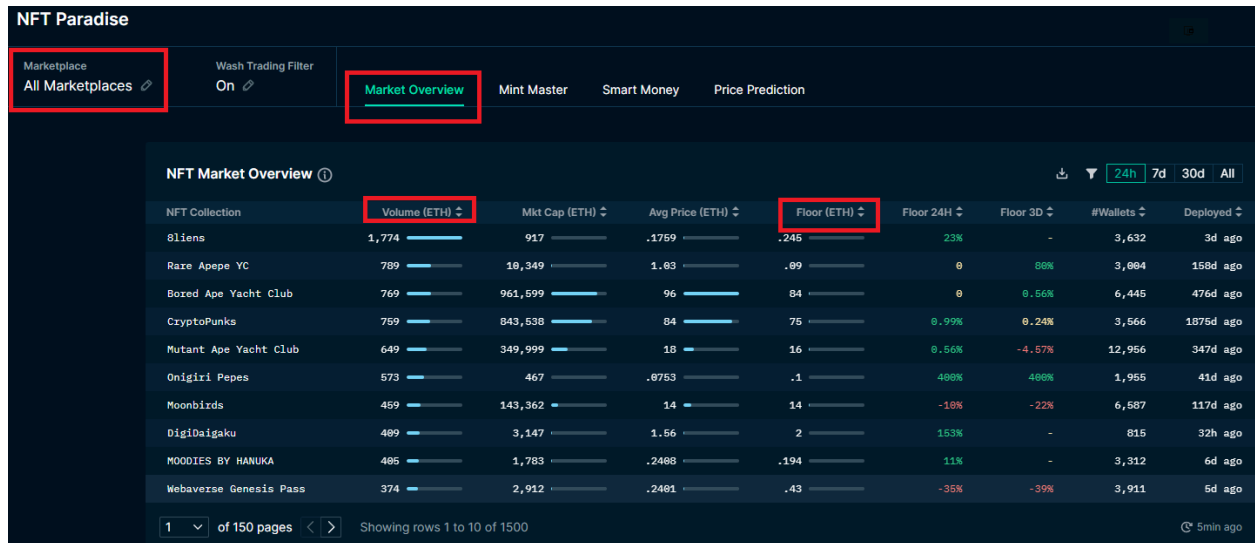 NFT Paradise
Marketplace
All Marketplaces
Wash Trading Filter
On
Market Overview Mint Master Smart Money Price Prediction
NFT Market Overview
24h 7d 30d All
NFT Collection Volume (ETH) Mkt Cap (ETH) Avg Price (ETH) Floor (ETH) Floor 24H Floor 3D #Wallets Deployed
8liens 1,774 917 .1759 .245 23% - 3,632 3d ago
Rare Apepe YC 789 10,349 1.03 .09 0 80% 3,004 158d ago
Bored Ape Yacht Club 769 961,599 96 84 0 0.56% 6,445 476d ago
CryptoPunks 759 843,538 84 75 0.99% 0.24% 3,566 1875d ago
Mutant Ape Yacht Club 649 349,999 18 16 0.56% -4.57% 12,956 347d ago
Onigiri Pepes 573 467 .0753 .1 400% 400% 1,955 41d ago
Moonbirds 459 143,362 14 14 -10% -22% 6,587 117d ago
DigiDaigaku 409 3,147 1.56 2 153% - 815 32h ago
MOODIES BY HANUKA 405 1,783 .2408 .194 11% - 3,312 6d ago
Webaverse Genesis Pass 374 2,912 .2401 .43 -35% -39% 3,911 5d ago
1 of 150 pages Showing rows 1 to 10 of 1500 5min ago